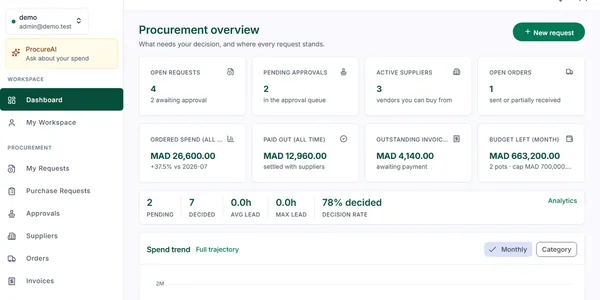 demo
admin@demo.test
ProcureAI
Ask about your spend
WORKSPACE
Dashboard
My Workspace
PROCUREMENT
My Requests
Purchase Requests
Approvals
Suppliers
Orders
Invoices
Procurement overview
What needs your decision, and where every request stands.
+ New request
OPEN REQUESTS
4
2 awaiting approval
PENDING APPROVALS
2
in the approval queue
ACTIVE SUPPLIERS
3
vendors you can buy from
OPEN ORDERS
1
sent or partially received
ORDERED SPEND (ALL ...
MAD 26,600.00
+37.5% vs 2026-07
PAID OUT (ALL TIME)
MAD 12,960.00
settled with suppliers
OUTSTANDING INVOIC...
MAD 4,140.00
awaiting payment
BUDGET LEFT (MONTH)
MAD 663,200.00
2 pots · cap MAD 700,000....
2
PENDING
7
DECIDED
0.0h
AVG LEAD
0.0h
MAX LEAD
78% decided
DECISION RATE
Analytics
Spend trend Full trajectory
Monthly
Category
2M